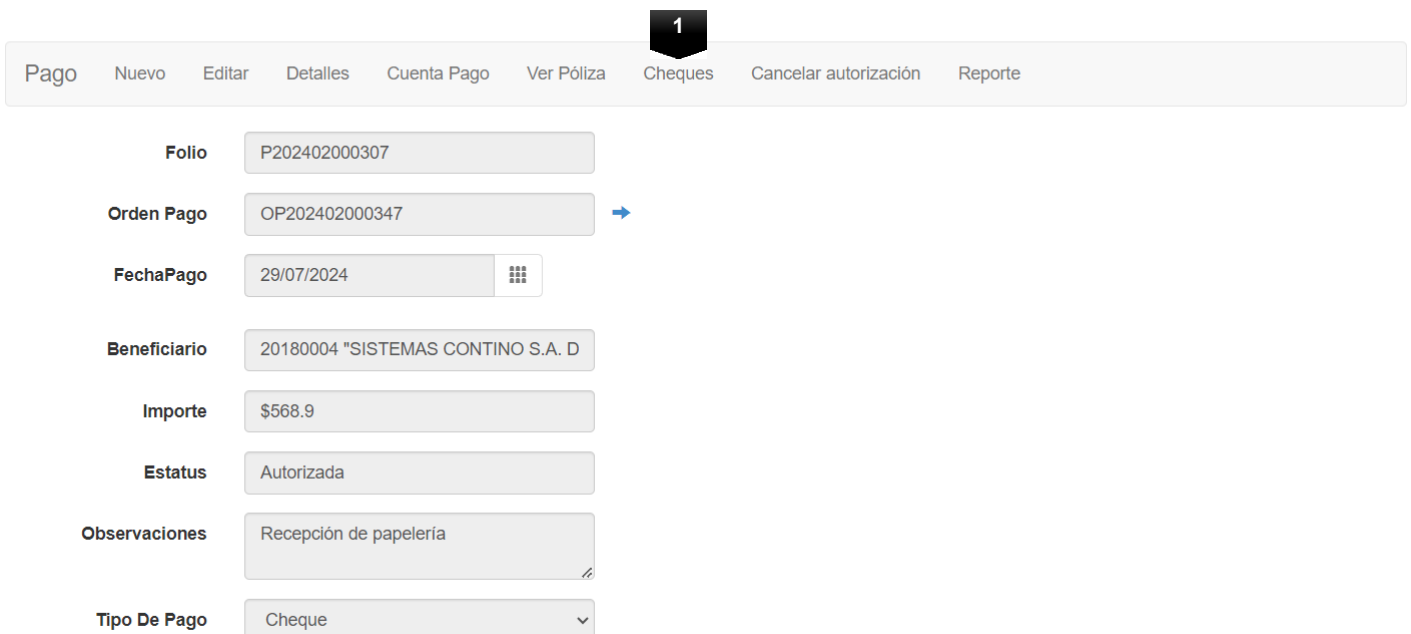 1
Pago Nuevo Editar Detalles Cuenta Pago Ver Póliza Cheques Cancelar autorización Reporte
Folio P202402000307
Orden Pago OP202402000347
FechaPago 29/07/2024
Beneficiario 20180004 "SISTEMAS CONTINO S.A. D
Importe $568.9
Estatus Autorizada
Observaciones Recepción de papelería
Tipo De Pago Cheque